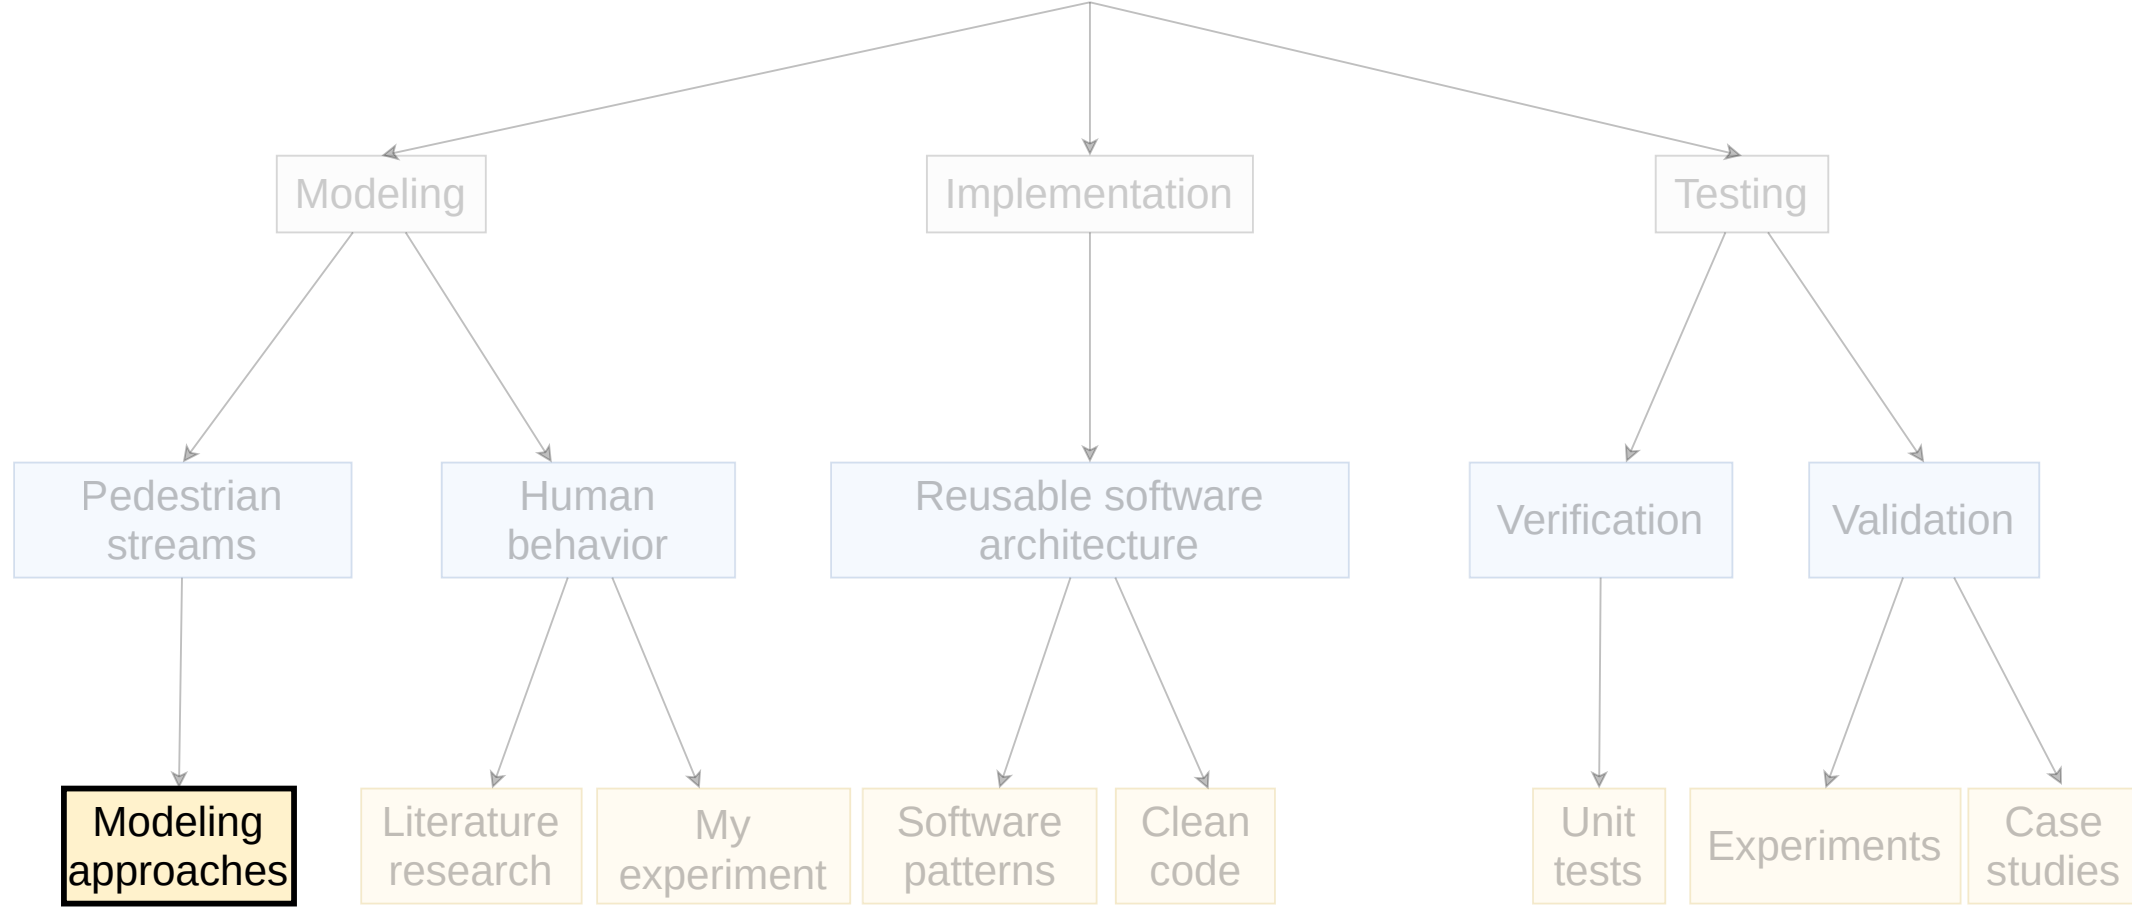 Modeling
Implementation
Testing
Pedestrian
streams
Human
behavior
Reusable software
architecture
Verification
Validation
Modeling
approaches
Literature
research
My
experiment
Software
patterns
Clean
code
Unit
tests
Experiments
Case
studies